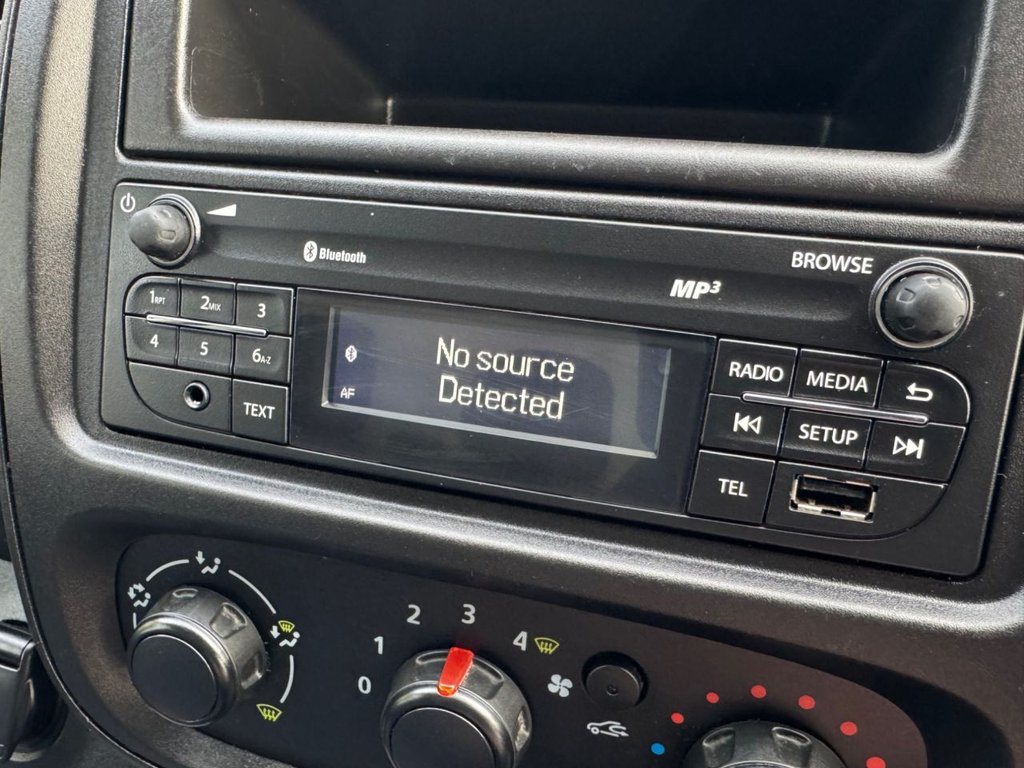 Bluetooth
MP3
BROWSE
1RPT 2MIX 3
4 5 6A-Z
TEXT
No source
Detected
AF
RADIO MEDIA
SETUP
TEL
0 1 2 3 4